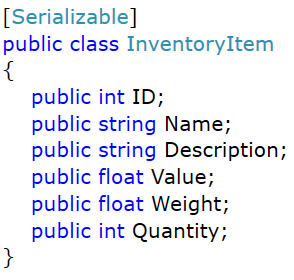 [Serializable]
public class InventoryItem
{
    public int ID;
    public string Name;
    public string Description;
    public float Value;
    public float Weight;
    public int Quantity;
}